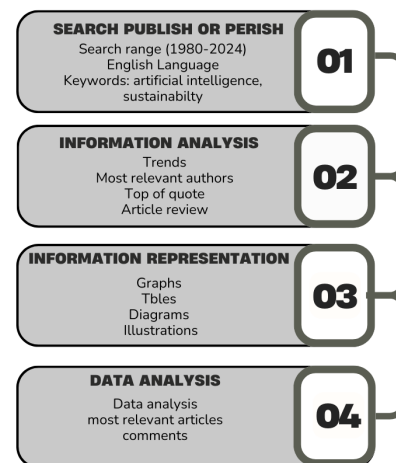 SEARCH PUBLISH OR PERISH
Search range (1980-2024)
English Language
Keywords: artificial intelligence,
sustainabilty
01
INFORMATION ANALYSIS
Trends
Most relevant authors
Top of quote
Article review
02
INFORMATION REPRESENTATION
Graphs
Tbles
Diagrams
Illustrations
03
DATA ANALYSIS
Data analysis
most relevant articles
comments
04